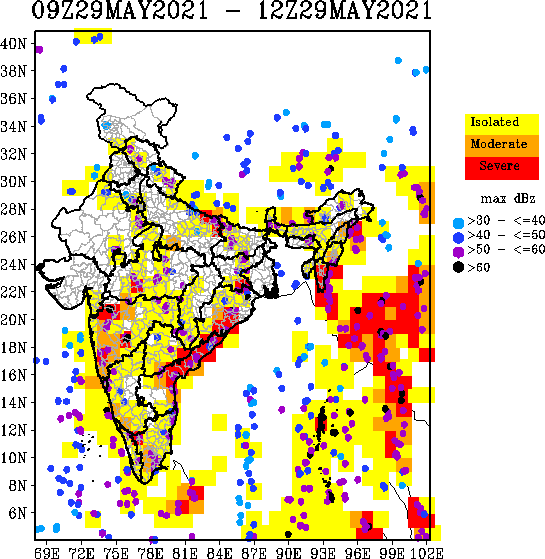 09Z29MAY2021 – 12Z29MAY2021
40N
38N
36N
34N
32N
30N
28N
26N
24N
22N
20N
18N
16N
14N
12N
10N
8N
6N
69E 72E 75E 78E 81E 84E 87E 90E 93E 96E 99E 102E
Isolated
Moderate
Severe
max dBz
>30 – <=40
>40 – <=50
>50 – <=60
>60